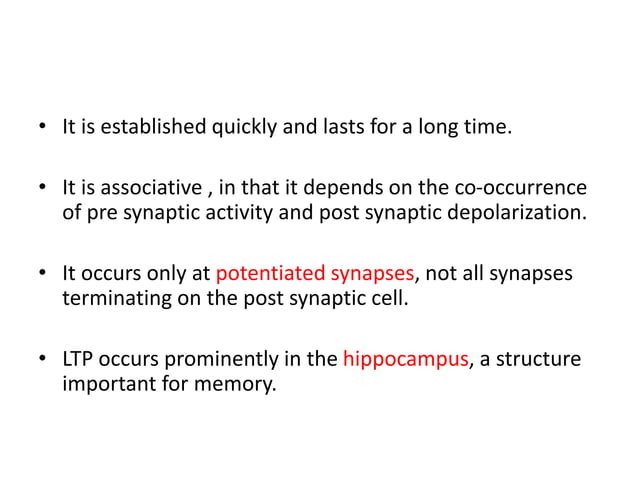 • It is established quickly and lasts for a long time.
• It is associative , in that it depends on the co-occurrence
of pre synaptic activity and post synaptic depolarization.
• It occurs only at potentiated synapses, not all synapses
terminating on the post synaptic cell.
• LTP occurs prominently in the hippocampus, a structure
important for memory.